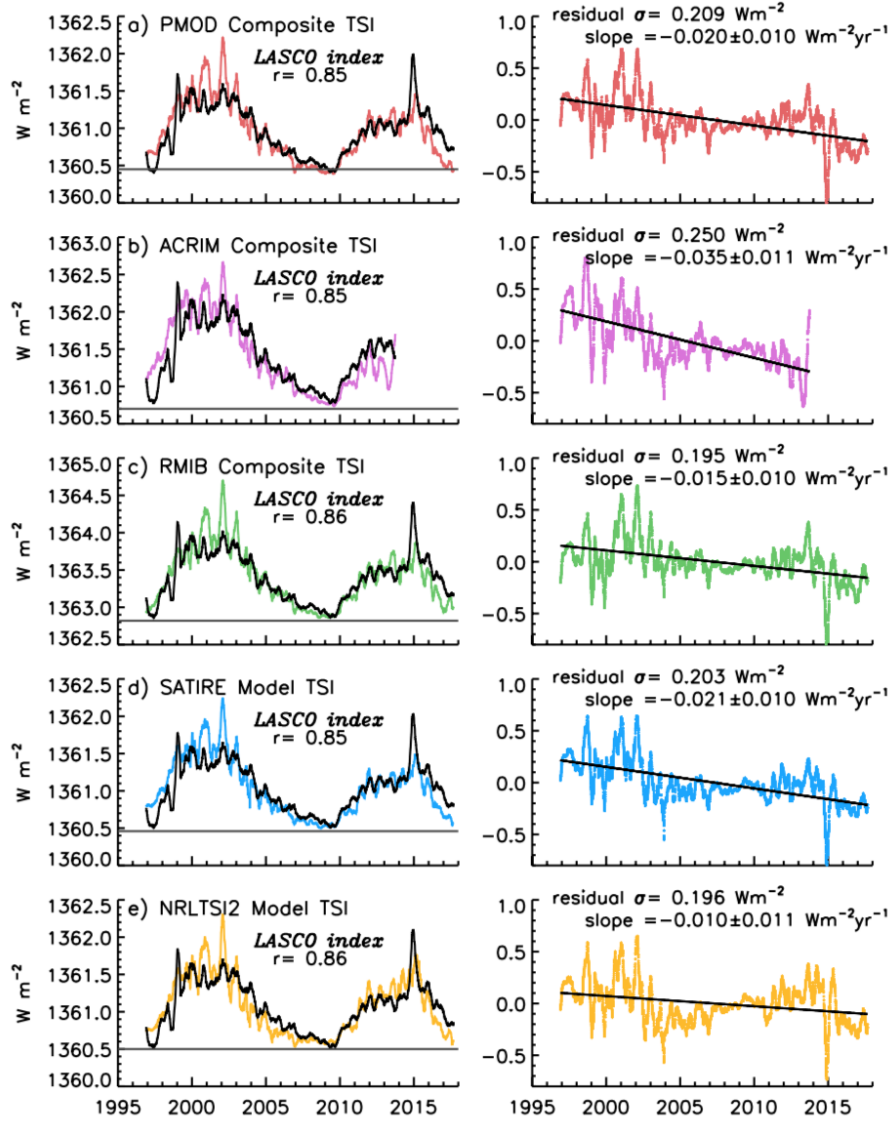 a) PMOD Composite TSI
LASCO index
r= 0.85
1362.5
1362.0
1361.5
1361.0
1360.5
1360.0
W m−2
residual σ= 0.209 Wm−2
slope =−0.020±0.010 Wm−2yr−1
1.0
0.5
0.0
−0.5
b) ACRIM Composite TSI
LASCO index
r= 0.85
1363.0
1362.5
1362.0
1361.5
1361.0
1360.5
W m−2
residual σ= 0.250 Wm−2
slope =−0.035±0.011 Wm−2yr−1
1.0
0.5
0.0
−0.5
c) RMIB Composite TSI
LASCO index
r= 0.86
1365.0
1364.5
1364.0
1363.5
1363.0
1362.5
W m−2
residual σ= 0.195 Wm−2
slope =−0.015±0.010 Wm−2yr−1
1.0
0.5
0.0
−0.5
d) SATIRE Model TSI
LASCO index
r= 0.85
1362.5
1362.0
1361.5
1361.0
1360.5
1360.0
W m−2
residual σ= 0.203 Wm−2
slope =−0.021±0.010 Wm−2yr−1
1.0
0.5
0.0
−0.5
e) NRLTSI2 Model TSI
LASCO index
r= 0.86
1362.5
1362.0
1361.5
1361.0
1360.5
1360.0
W m−2
residual σ= 0.196 Wm−2
slope =−0.010±0.011 Wm−2yr−1
1.0
0.5
0.0
−0.5
1995 2000 2005 2010 2015
1995 2000 2005 2010 2015